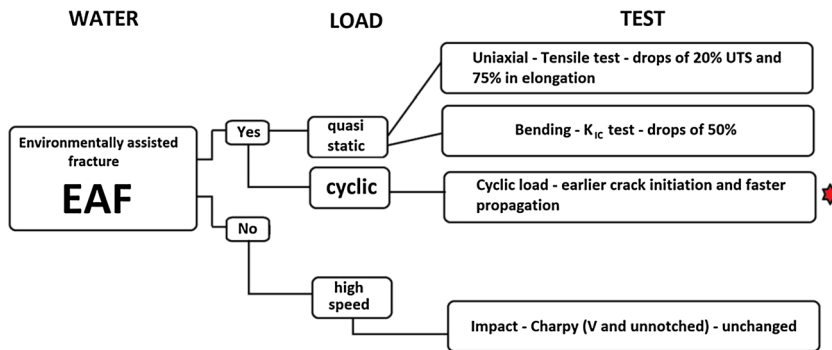 WATER
LOAD
TEST
Environmentally assisted
fracture
EAF
Yes
No
quasi
static
cyclic
high
speed
Uniaxial - Tensile test - drops of 20% UTS and
75% in elongation
Bending - K_IC test - drops of 50%
Cyclic load - earlier crack initiation and faster
propagation
Impact - Charpy (V and unnotched) - unchanged